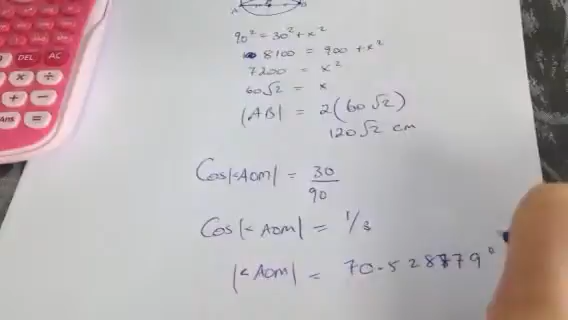 DEL AC
× ÷
+ −
Ans =
A
90² = 30² + x²
8100 = 900 + x²
7200 = x²
60√2 = x
|AB| = 2(60√2)
120√2 cm
Cos|<AOM| = 30/90
Cos|<AOM| = 1/3
|<AOM| = 70.528779°